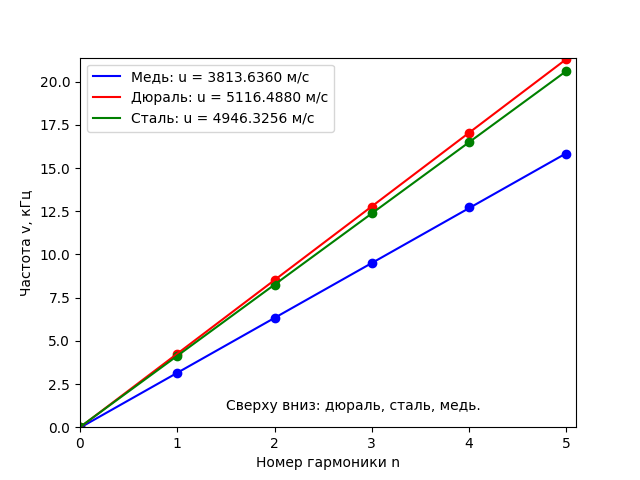 Медь: u = 3813.6360 м/с
Дюраль: u = 5116.4880 м/с
Сталь: u = 4946.3256 м/с
20.0
17.5
15.0
12.5
10.0
7.5
5.0
2.5
0.0
Частота ν, кГц
Сверху вниз: дюраль, сталь, медь.
0 1 2 3 4 5
Номер гармоники n